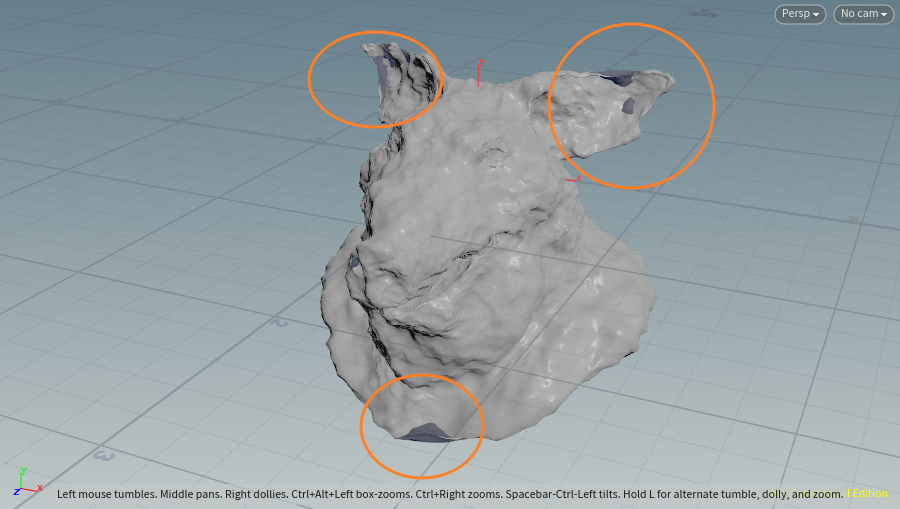 Persp
No cam
Left mouse tumbles. Middle pans. Right dollies. Ctrl+Alt+Left box-zooms. Ctrl+Right zooms. Spacebar-Ctrl-Left tilts. Hold L for alternate tumble, dolly, and zoom.
Edition
y
z
x
x
2
3